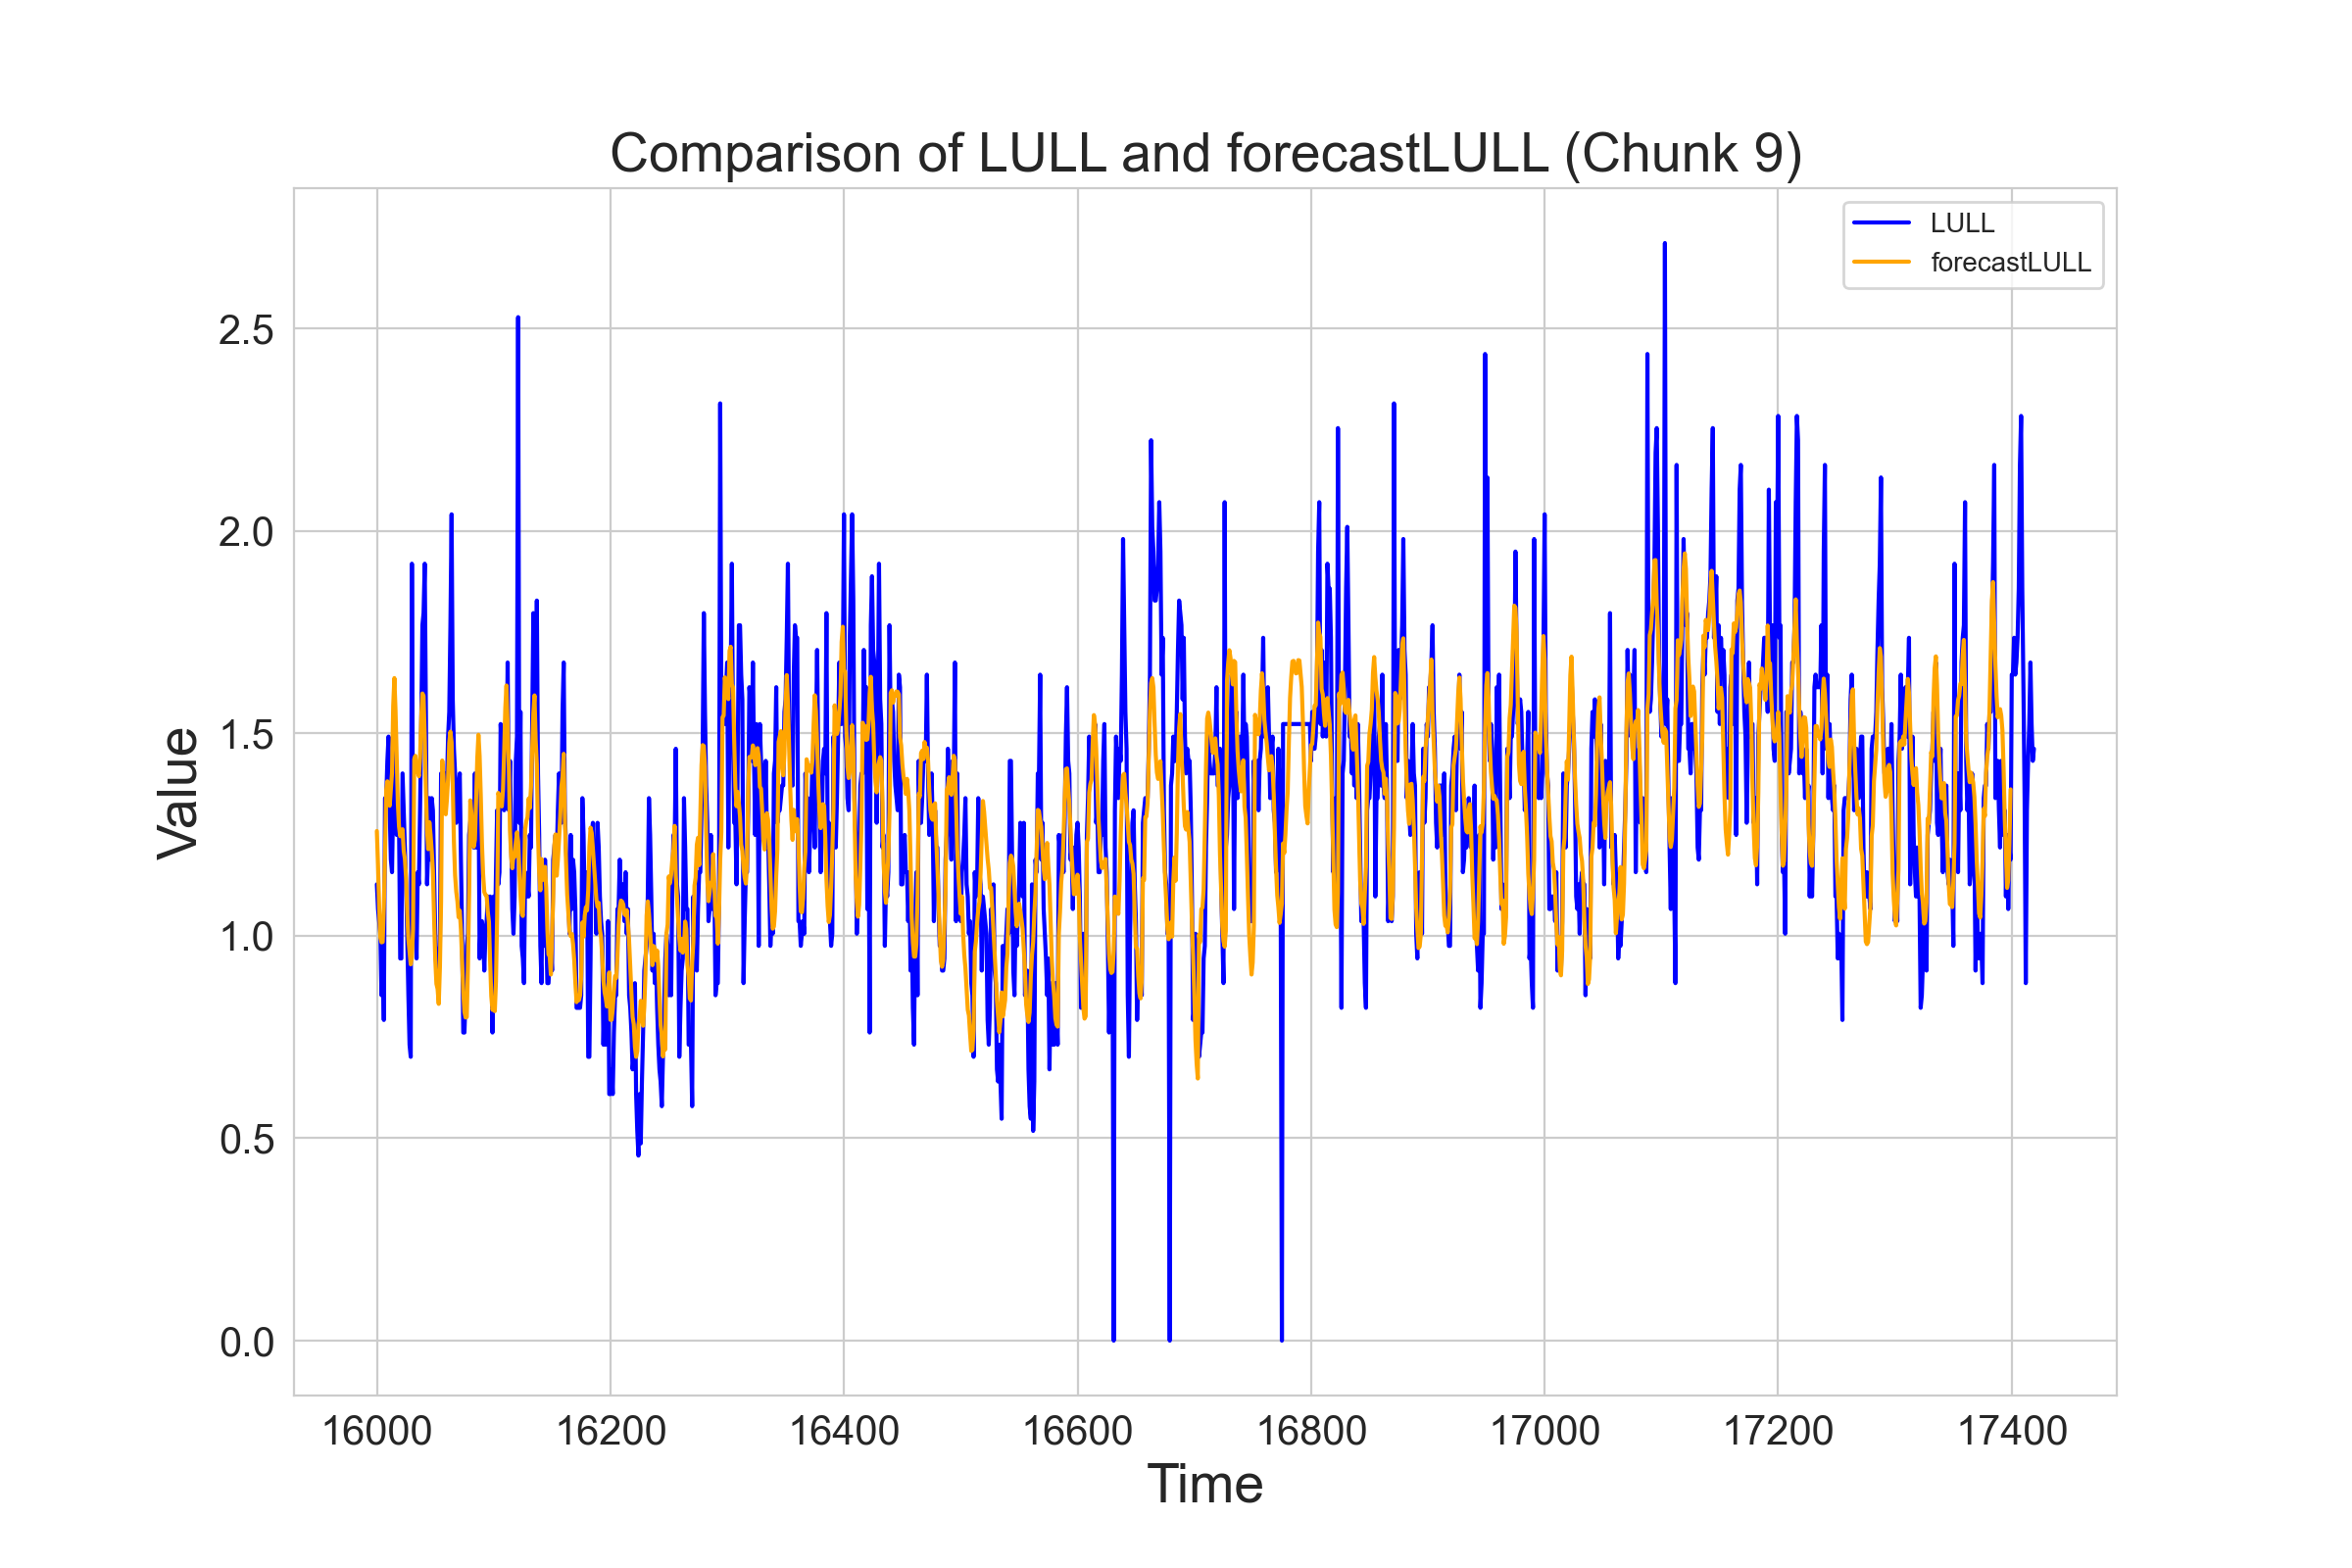 Comparison of LULL and forecastLULL (Chunk 9)
LULL
forecastLULL
2.5
2.0
1.5
1.0
0.5
0.0
Value
16000 16200 16400 16600 16800 17000 17200 17400
Time